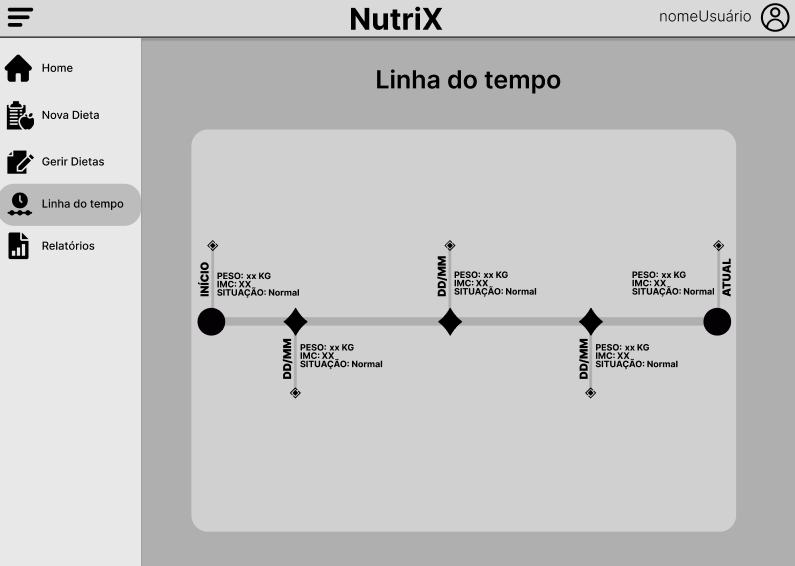 NutriX
nomeUsuário
Home
Nova Dieta
Gerir Dietas
Linha do tempo
Relatórios
Linha do tempo
INÍCIO
PESO: xx KG
IMC: XX
SITUAÇÃO: Normal
DD/MM
PESO: xx KG
IMC: XX
SITUAÇÃO: Normal
DD/MM
PESO: xx KG
IMC: XX
SITUAÇÃO: Normal
DD/MM
PESO: xx KG
IMC: XX
SITUAÇÃO: Normal
PESO: xx KG
IMC: XX
SITUAÇÃO: Normal
ATUAL